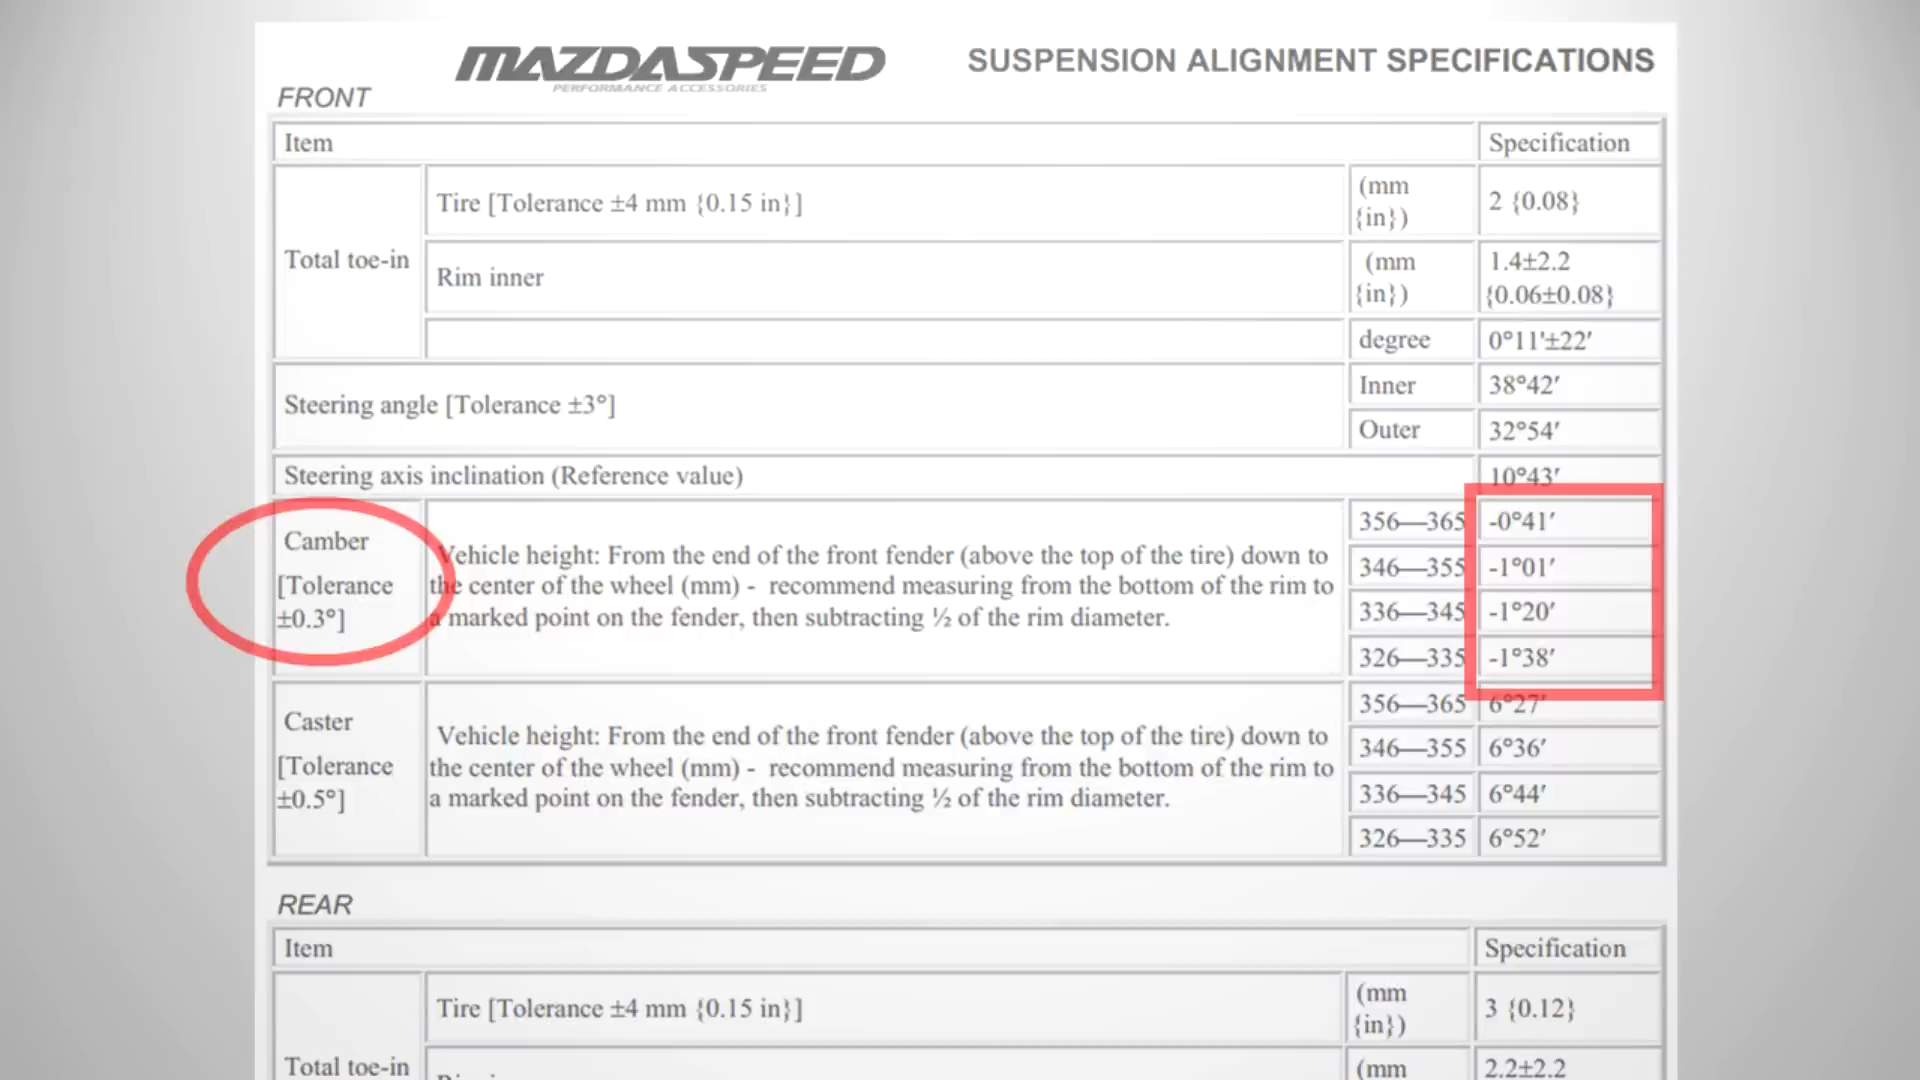 MAZDASPEED
PERFORMANCE ACCESSORIES
SUSPENSION ALIGNMENT SPECIFICATIONS
FRONT
Item
Specification
Total toe-in
Tire [Tolerance ±4 mm {0.15 in}]
(mm
{in})
2 {0.08}
Rim inner
(mm
{in})
1.4±2.2
{0.06±0.08}
degree
0°11'±22′
Steering angle [Tolerance ±3°]
Inner
38°42′
Outer
32°54′
Steering axis inclination (Reference value)
10°43′
Camber
[Tolerance
±0.3°]
Vehicle height: From the end of the front fender (above the top of the tire) down to
the center of the wheel (mm) - recommend measuring from the bottom of the rim to
a marked point on the fender, then subtracting ½ of the rim diameter.
356—365
-0°41′
346—355
-1°01′
336—345
-1°20′
326—335
-1°38′
Caster
[Tolerance
±0.5°]
Vehicle height: From the end of the front fender (above the top of the tire) down to
the center of the wheel (mm) - recommend measuring from the bottom of the rim to
a marked point on the fender, then subtracting ½ of the rim diameter.
356—365
6°27′
346—355
6°36′
336—345
6°44′
326—335
6°52′
REAR
Item
Specification
Total toe-in
Tire [Tolerance ±4 mm {0.15 in}]
(mm
{in})
3 {0.12}
(mm
2.2±2.2